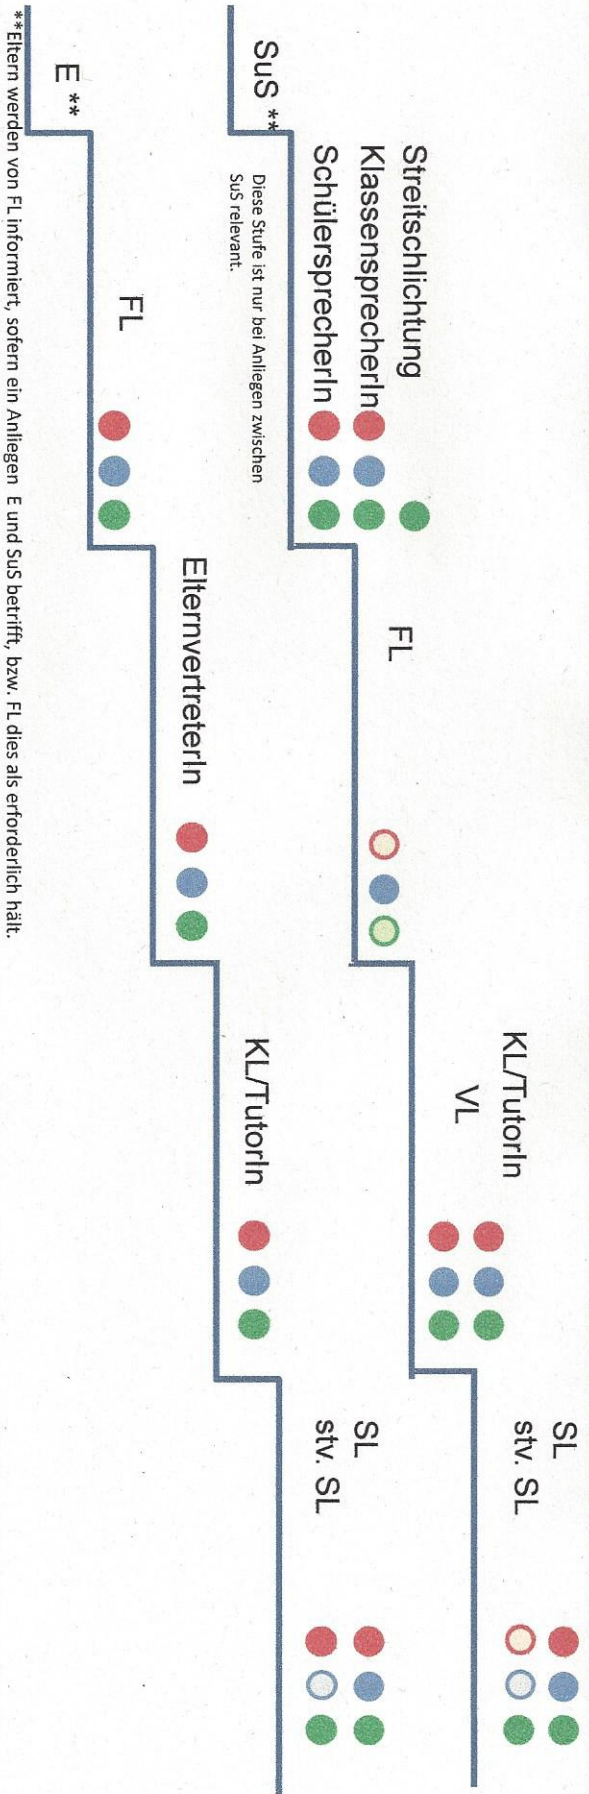 SL
stv. SL
KL/TutorIn
VL
Streitschlichtung
KlassensprecherIn
SchülersprecherIn
FL
SuS **
Diese Stufe ist nur bei Anliegen zwischen
SuS relevant.
SL
stv. SL
KL/TutorIn
ElternvertreterIn
FL
E **
**Eltern werden von FL informiert, sofern ein Anliegen E und SuS betrifft, bzw. FL dies als erforderlich hält.